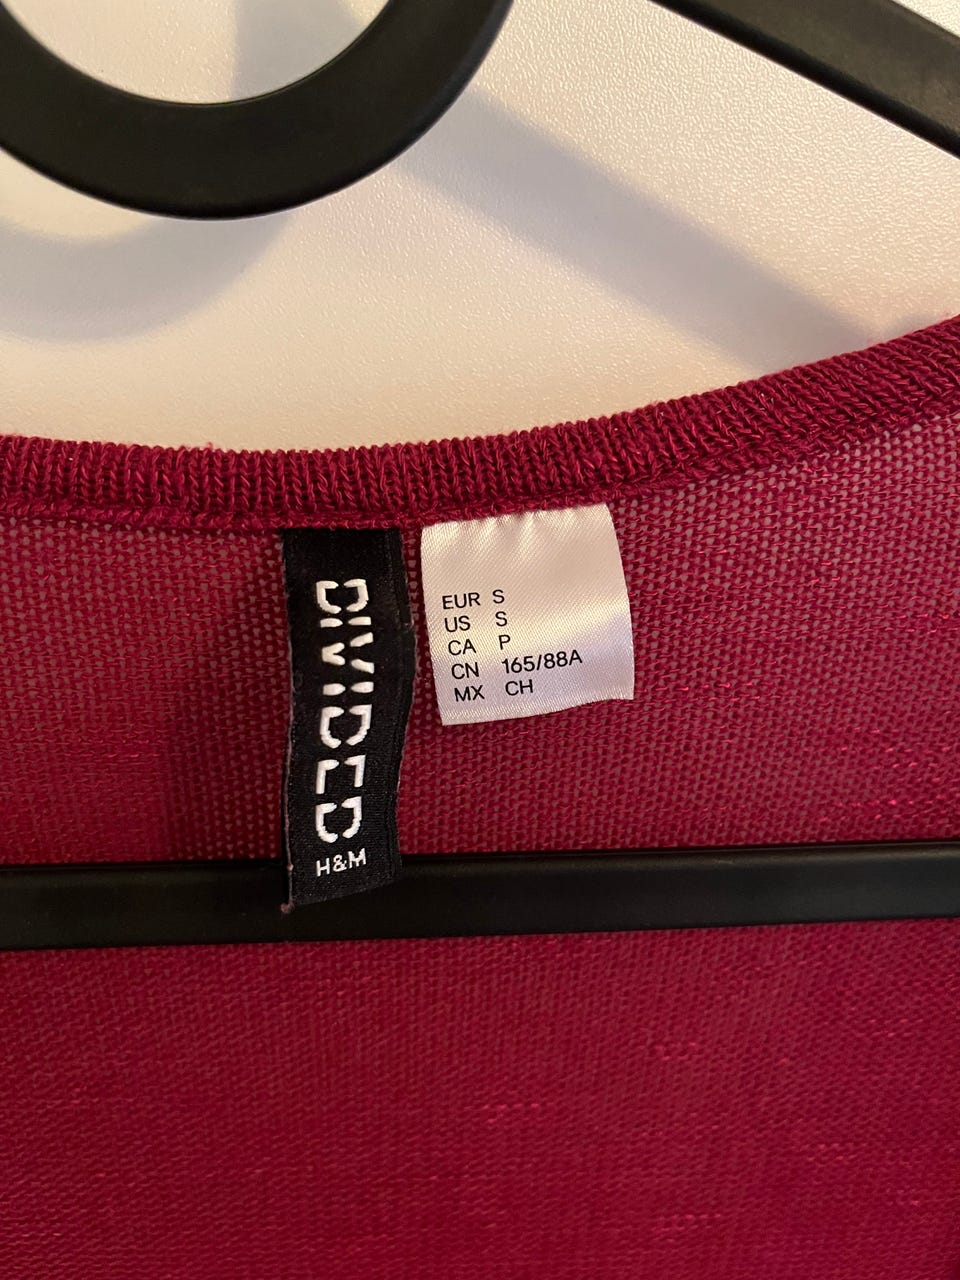 DIVIDED
H&M
EUR S
US S
CA P
CN 165/88A
MX CH